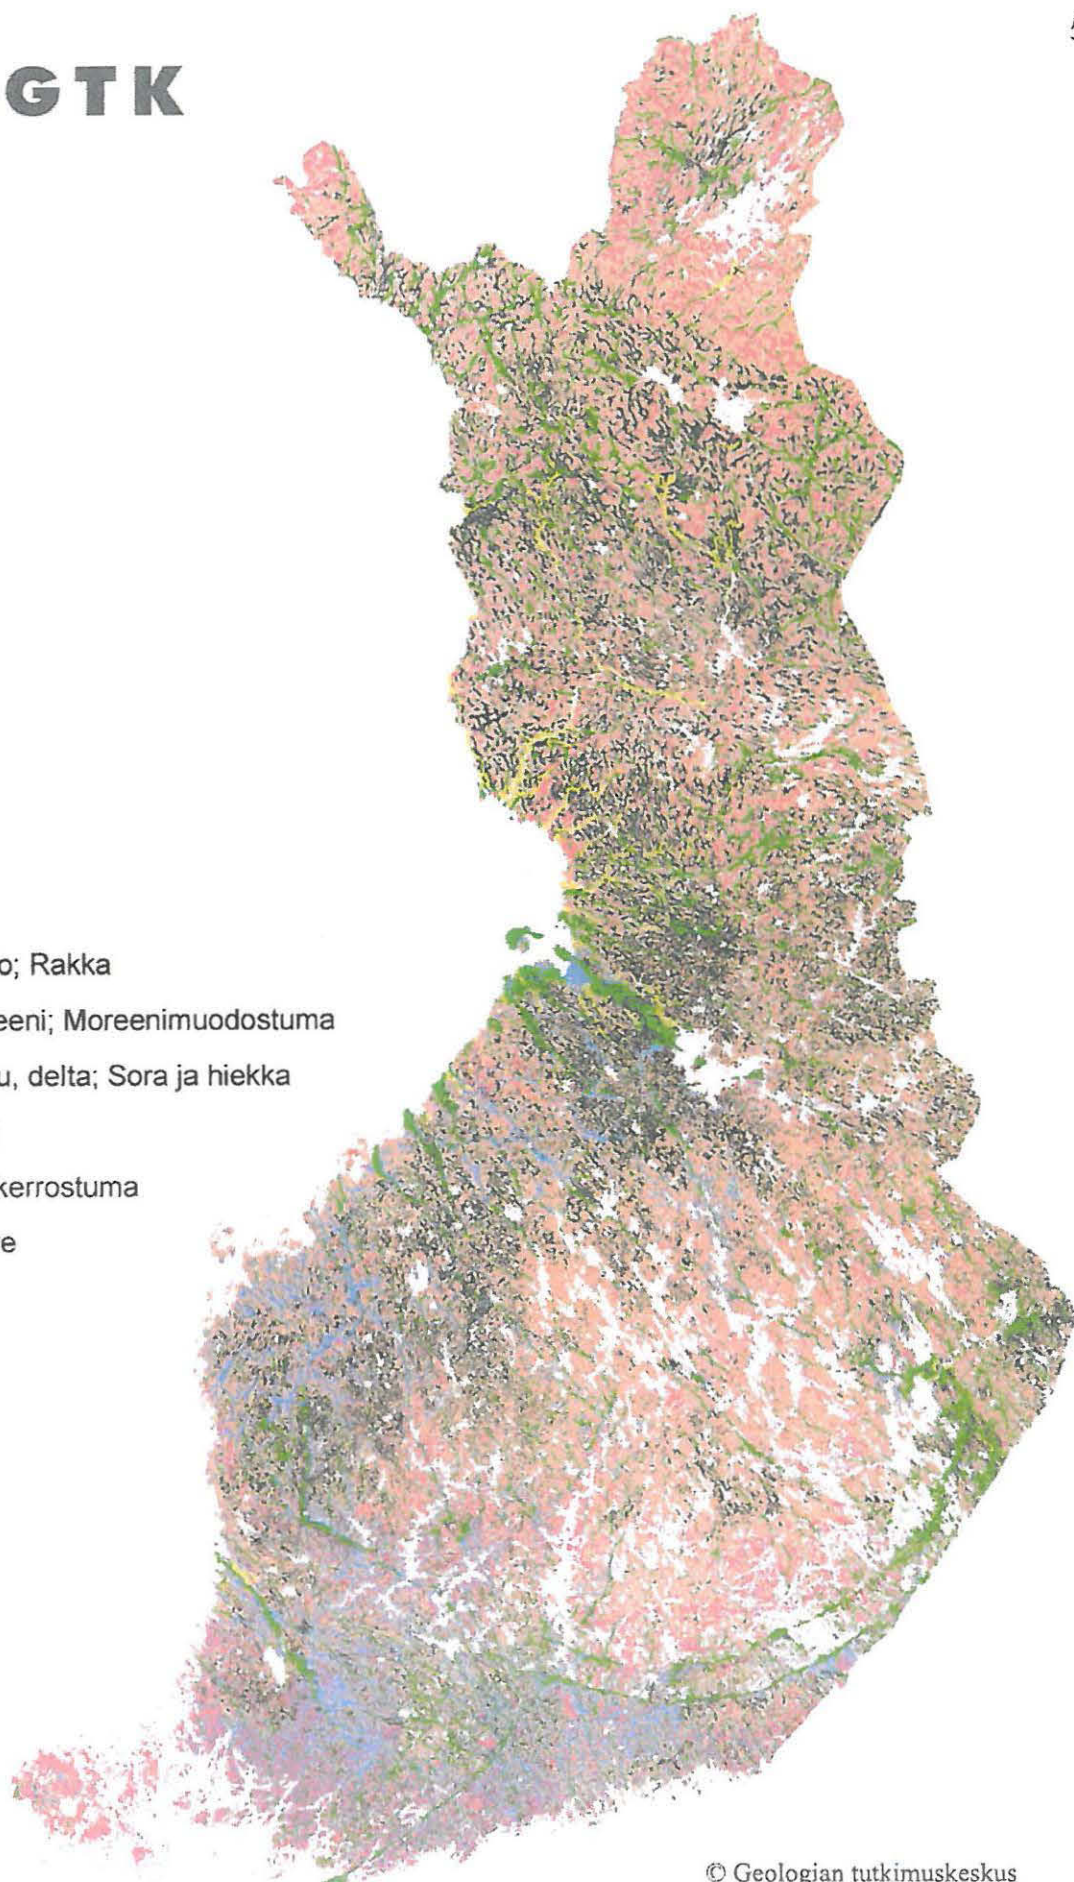 GTK
o; Rakka
eeni; Moreenimuodostuma
u, delta; Sora ja hiekka
kerrostuma
e
© Geologian tutkimuskeskus